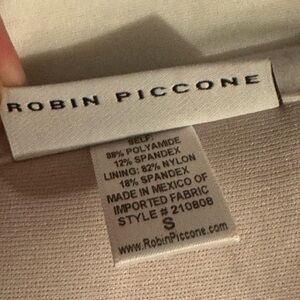 ROBIN PICCONE
SELF:
88% POLYAMIDE
12% SPANDEX
LINING: 82% NYLON
18% SPANDEX
MADE IN MEXICO OF
IMPORTED FABRIC
STYLE # 210808
S
www.RobinPiccone.com